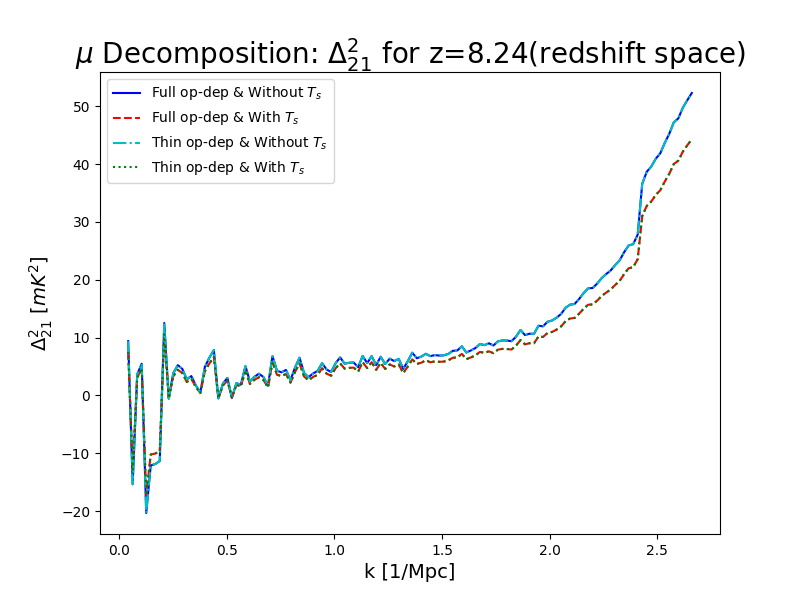 μ Decomposition: Δ²₂₁ for z=8.24(redshift space)
Full op-dep & Without Tₛ
Full op-dep & With Tₛ
Thin op-dep & Without Tₛ
Thin op-dep & With Tₛ
Δ²₂₁ [mK²]
50
40
30
20
10
0
−10
−20
0.0 0.5 1.0 1.5 2.0 2.5
k [1/Mpc]